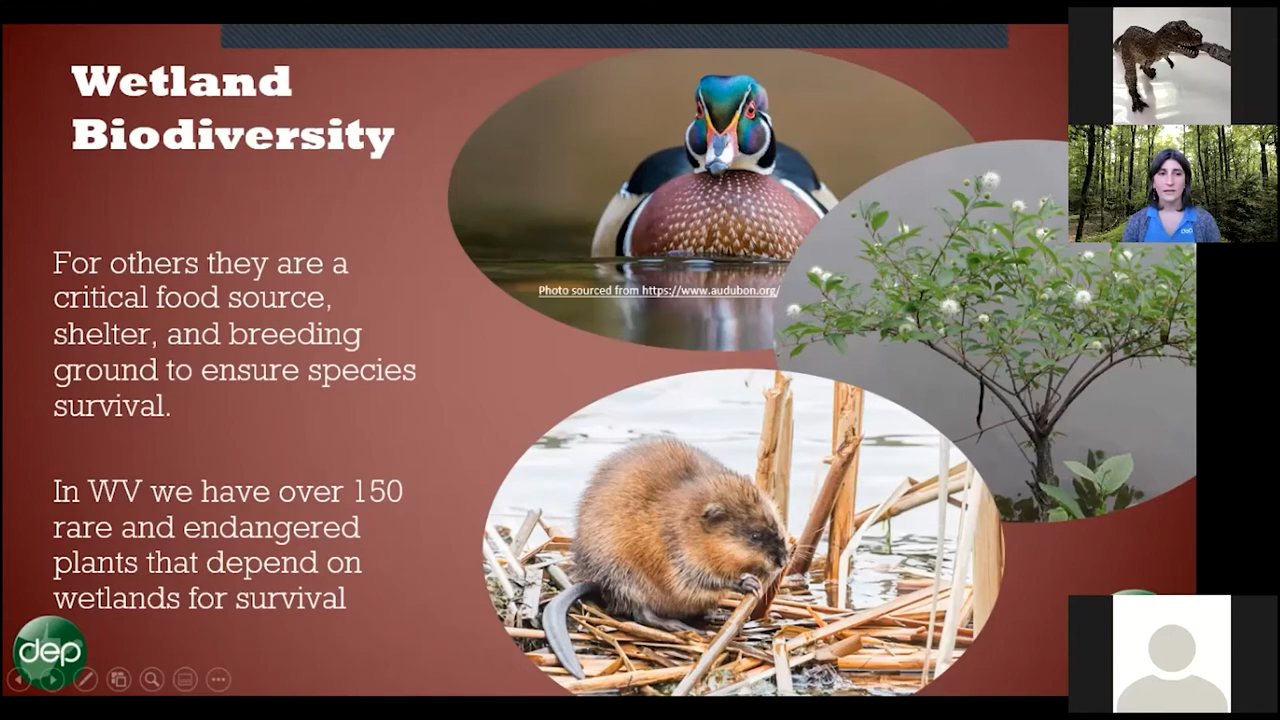 Wetland
Biodiversity
For others they are a
critical food source,
shelter, and breeding
ground to ensure species
survival.
In WV we have over 150
rare and endangered
plants that depend on
wetlands for survival
Photo sourced from https://www.audubon.org/
dep
dep